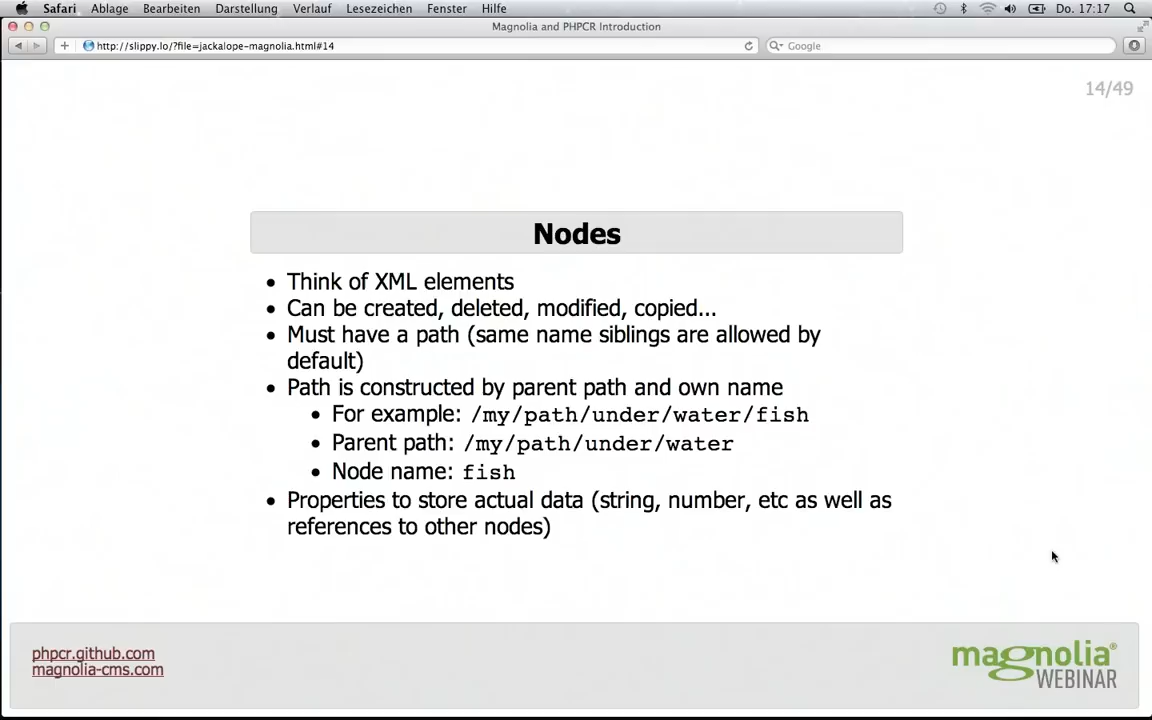 Safari Ablage Bearbeiten Darstellung Verlauf Lesezeichen Fenster Hilfe Do. 17:17
Magnolia and PHPCR Introduction
http://slippy.lo/?file=jackalope-magnolia.html#14 Google
14/49
Nodes
• Think of XML elements
• Can be created, deleted, modified, copied...
• Must have a path (same name siblings are allowed by
default)
• Path is constructed by parent path and own name
• For example: /my/path/under/water/fish
• Parent path: /my/path/under/water
• Node name: fish
• Properties to store actual data (string, number, etc as well as
references to other nodes)
phpcr.github.com
magnolia-cms.com
magnolia®
WEBINAR